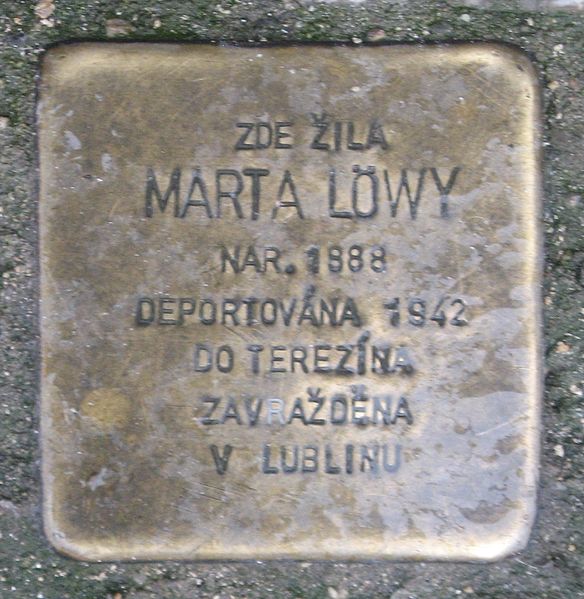 ZDE ŽILA
MARTA LÖWY
NAR. 1888
DEPORTOVÁNA 1942
DO TEREZÍNA
ZAVRAŽDĚNA
V LUBLINU